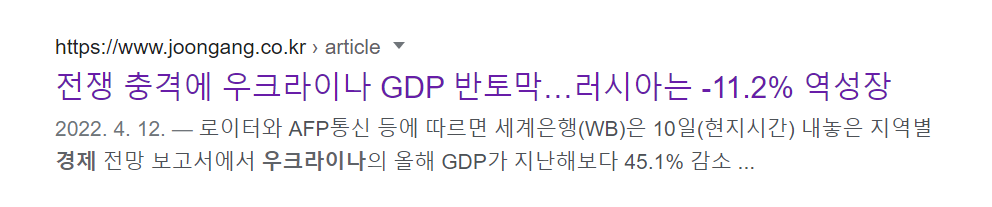 https://www.joongang.co.kr › article
전쟁 충격에 우크라이나 GDP 반토막...러시아는 -11.2% 역성장
2022. 4. 12. — 로이터와 AFP통신 등에 따르면 세계은행(WB)은 10일(현지시간) 내놓은 지역별
경제 전망 보고서에서 우크라이나의 올해 GDP가 지난해보다 45.1% 감소 ...